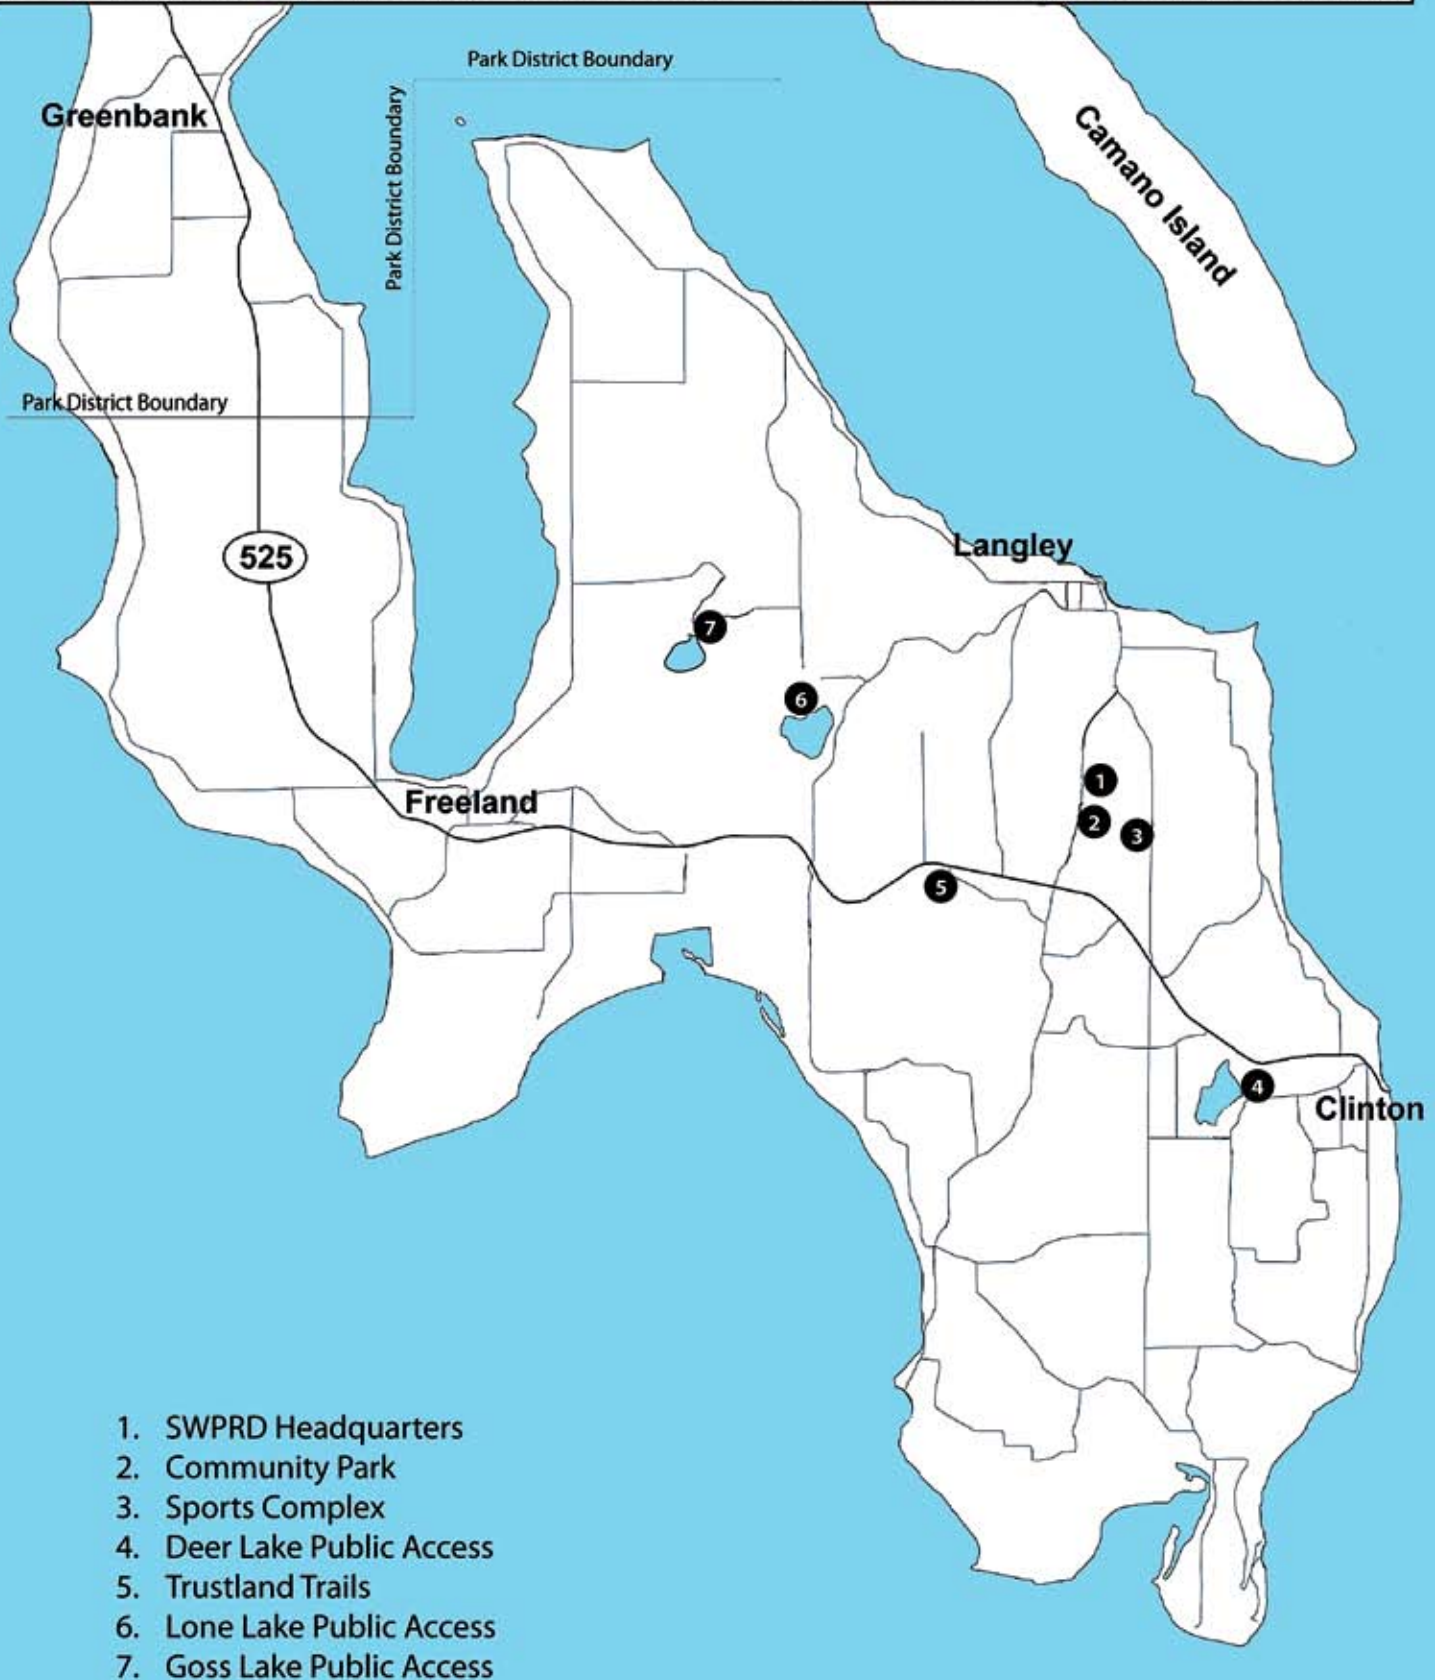 Park District Boundary
Greenbank
Park District Boundary
Camano Island
Park District Boundary
525
Langley
7
6
1
Freeland
2
3
5
4
Clinton
1. SWPRD Headquarters
2. Community Park
3. Sports Complex
4. Deer Lake Public Access
5. Trustland Trails
6. Lone Lake Public Access
7. Goss Lake Public Access